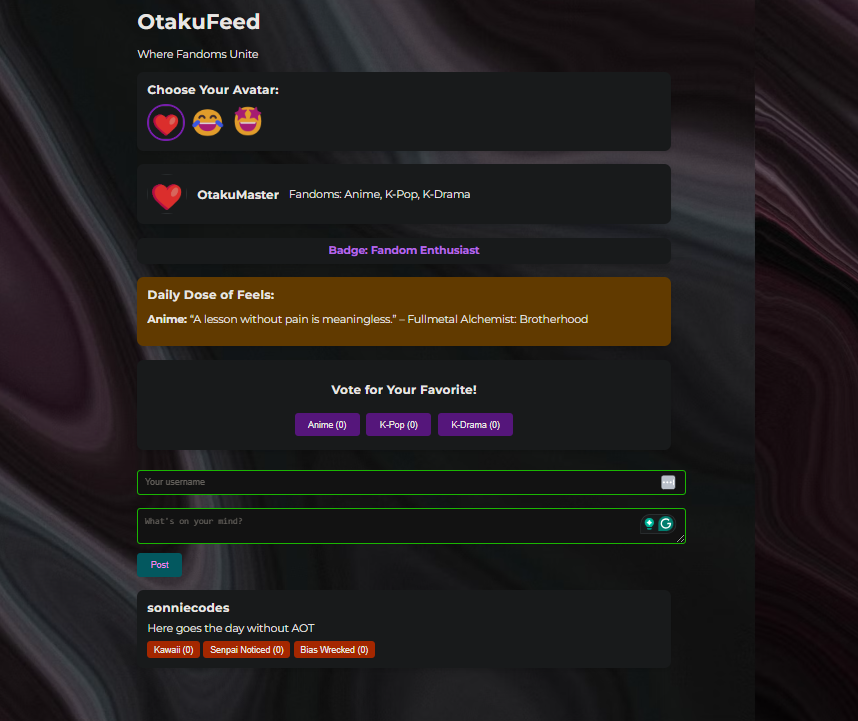 OtakuFeed
Where Fandoms Unite
Choose Your Avatar:
OtakuMaster Fandoms: Anime, K-Pop, K-Drama
Badge: Fandom Enthusiast
Daily Dose of Feels:
Anime: “A lesson without pain is meaningless.” – Fullmetal Alchemist: Brotherhood
Vote for Your Favorite!
Anime (0) K-Pop (0) K-Drama (0)
Your username
What's on your mind?
Post
sonniecodes
Here goes the day without AOT
Kawaii (0) Senpai Noticed (0) Bias Wrecked (0)